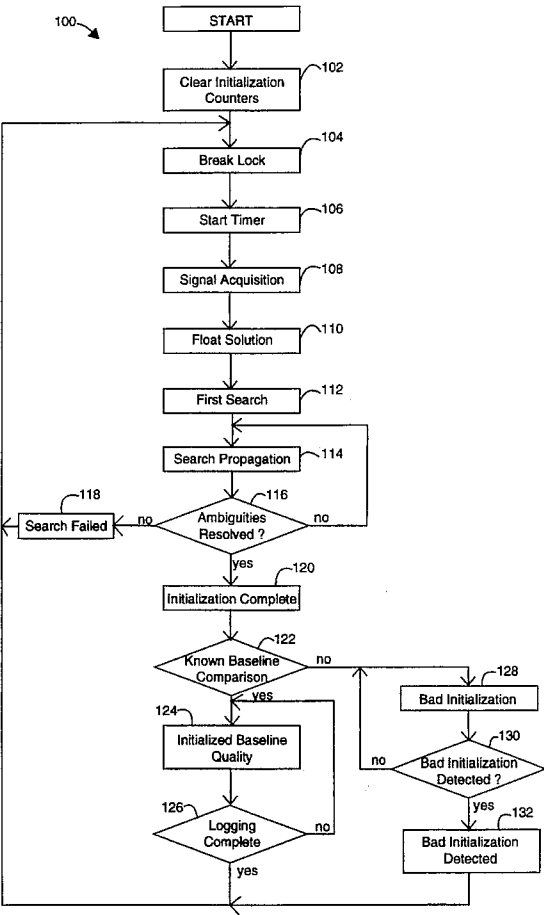 100
START
102
Clear Initialization
Counters
104
Break Lock
106
Start Timer
108
Signal Acquisition
110
Float Solution
112
First Search
114
Search Propagation
116
118
Search Failed
no
Ambiguities
Resolved ?
no
yes
120
Initialization Complete
122
Known Baseline
Comparison
no
yes
128
Bad Initialization
124
Initialized Baseline
Quality
130
Bad Initialization
Detected ?
no
yes
126
Logging
Complete
no
yes
132
Bad Initialization
Detected